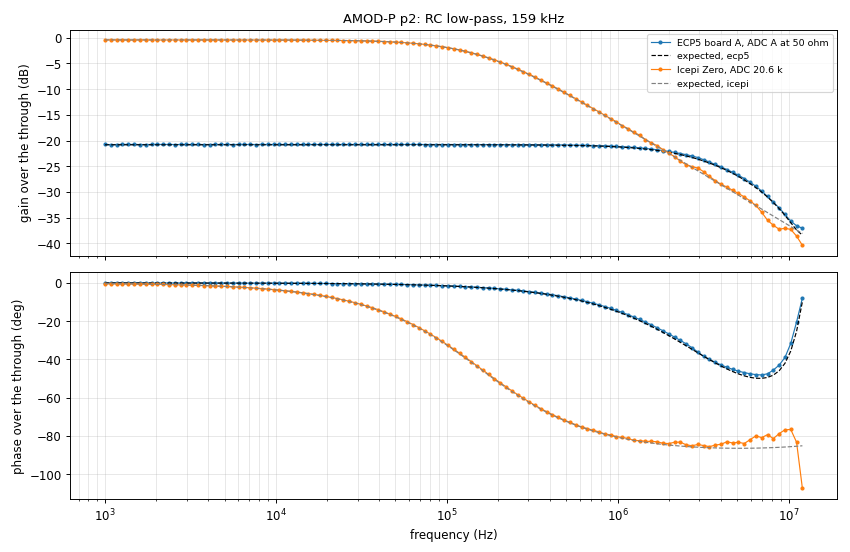 AMOD-P p2: RC low-pass, 159 kHz
gain over the through (dB)
0
−5
−10
−15
−20
−25
−30
−35
−40
ECP5 board A, ADC A at 50 ohm
expected, ecp5
Icepi Zero, ADC 20.6 k
expected, icepi
phase over the through (deg)
0
−20
−40
−60
−80
−100
10³
10⁴
10⁵
10⁶
10⁷
frequency (Hz)